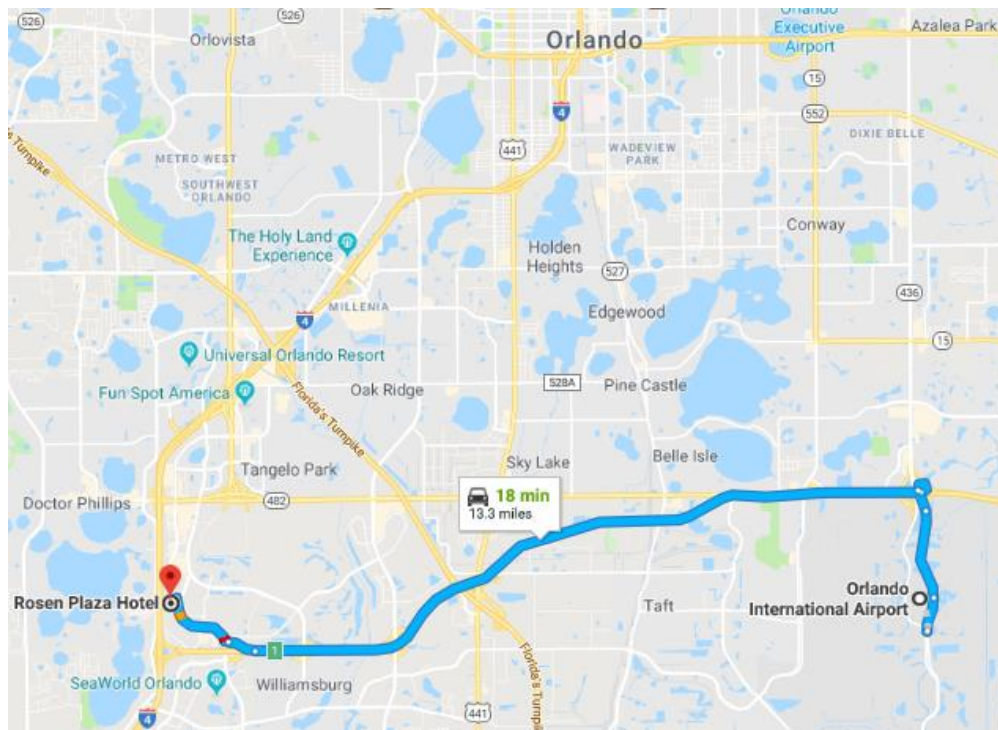 526
526
Orlovista
Orlando
Orlando
Executive
Airport
Azalea Park
15
4
552
441
DIXIE BELLE
WADEVIEW
PARK
METRO WEST
SOUTHWEST
ORLANDO
Turnpike
The Holy Land
Experience
Holden
Heights
Conway
527
436
MILLENIA
Edgewood
4
15
Universal Orlando Resort
Fun Spot America
Oak Ridge
528A
Pine Castle
Florida's Turnpike
Tangelo Park
Sky Lake
Belle Isle
Doctor Phillips
482
18 min
13.3 miles
Rosen Plaza Hotel
Orlando
International Airport
Taft
1
SeaWorld Orlando
Williamsburg
Florida's Turnpi
441
4